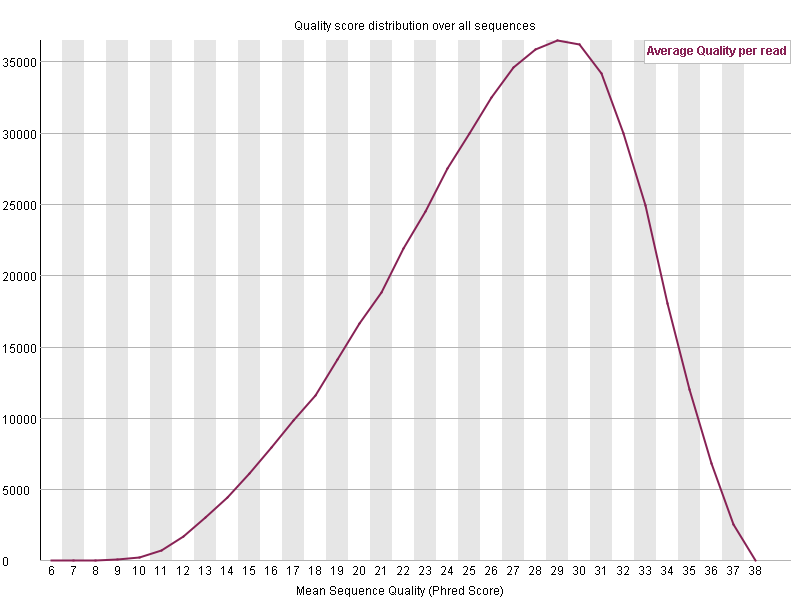 Quality score distribution over all sequences
Average Quality per read
35000
30000
25000
20000
15000
10000
5000
0
6 7 8 9 10 11 12 13 14 15 16 17 18 19 20 21 22 23 24 25 26 27 28 29 30 31 32 33 34 35 36 37 38
Mean Sequence Quality (Phred Score)